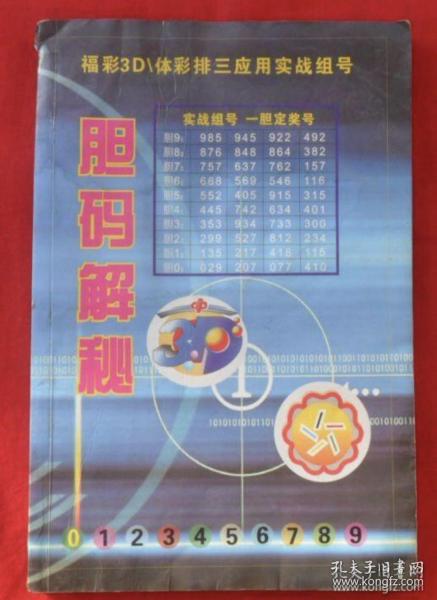 福彩3D\体彩排三应用实战组号
胆码解秘
实战组号 一胆定奖号
胆9: 985 945 922 492
胆8: 876 848 864 382
胆7: 757 637 762 157
胆6: 668 569 546 116
胆5: 552 405 915 315
胆4: 445 742 634 401
胆3: 353 934 733 300
胆2: 299 527 812 234
胆1: 135 217 418 115
胆0: 029 207 077 410
3D
0 1 2 3 4 5 6 7 8 9
孔夫子旧书网
www.kongfz.com